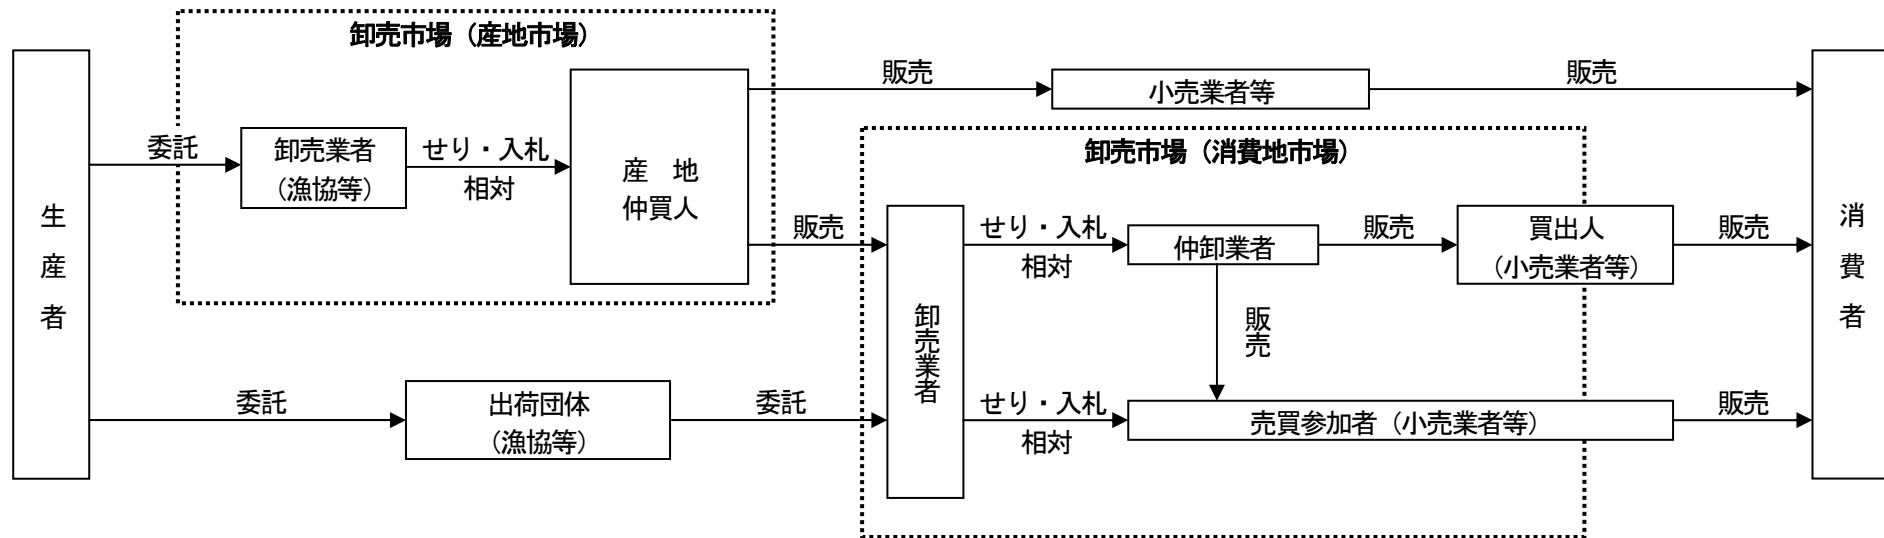 卸売市場（産地市場）
生産者
委託
卸売業者
（漁協等）
せり・入札
相対
産　地
仲買人
販売
小売業者等
販売
消費者
卸売市場（消費地市場）
販売
卸売業者
せり・入札
相対
仲卸業者
販売
買出人
（小売業者等）
販売
販売
委託
出荷団体
（漁協等）
委託
せり・入札
相対
売買参加者（小売業者等）
販売